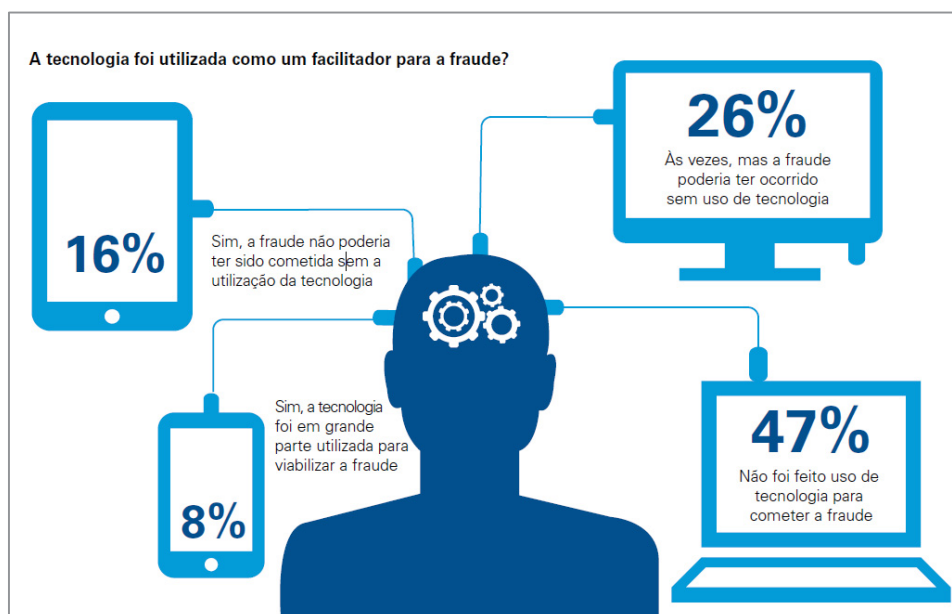 A tecnologia foi utilizada como um facilitador para a fraude?
16%
Sim, a fraude não poderia
ter sido cometida sem a
utilização da tecnologia
26%
Às vezes, mas a fraude
poderia ter ocorrido
sem uso de tecnologia
8%
Sim, a tecnologia
foi em grande
parte utilizada para
viabilizar a fraude
47%
Não foi feito uso de
tecnologia para
cometer a fraude